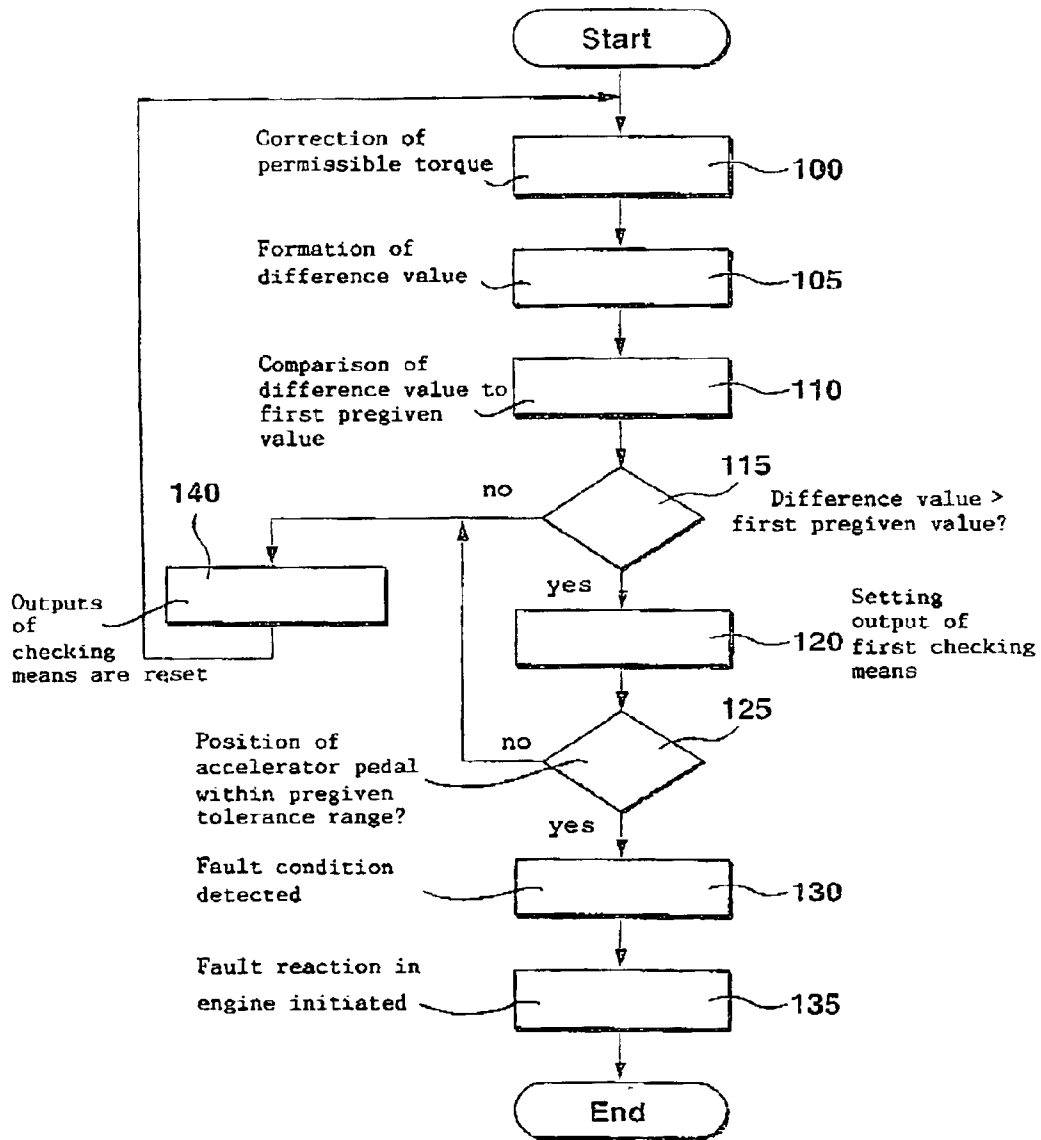 Start
Correction of
permissible torque
100
Formation of
difference value
105
Comparison of
difference value to
first pregiven
value
110
115
no
Difference value >
first pregiven value?
140
yes
Outputs
of
checking
means are reset
120
Setting
output of
first checking
means
125
no
Position of
accelerator pedal
within pregiven
tolerance range?
yes
Fault condition
detected
130
Fault reaction in
engine initiated
135
End